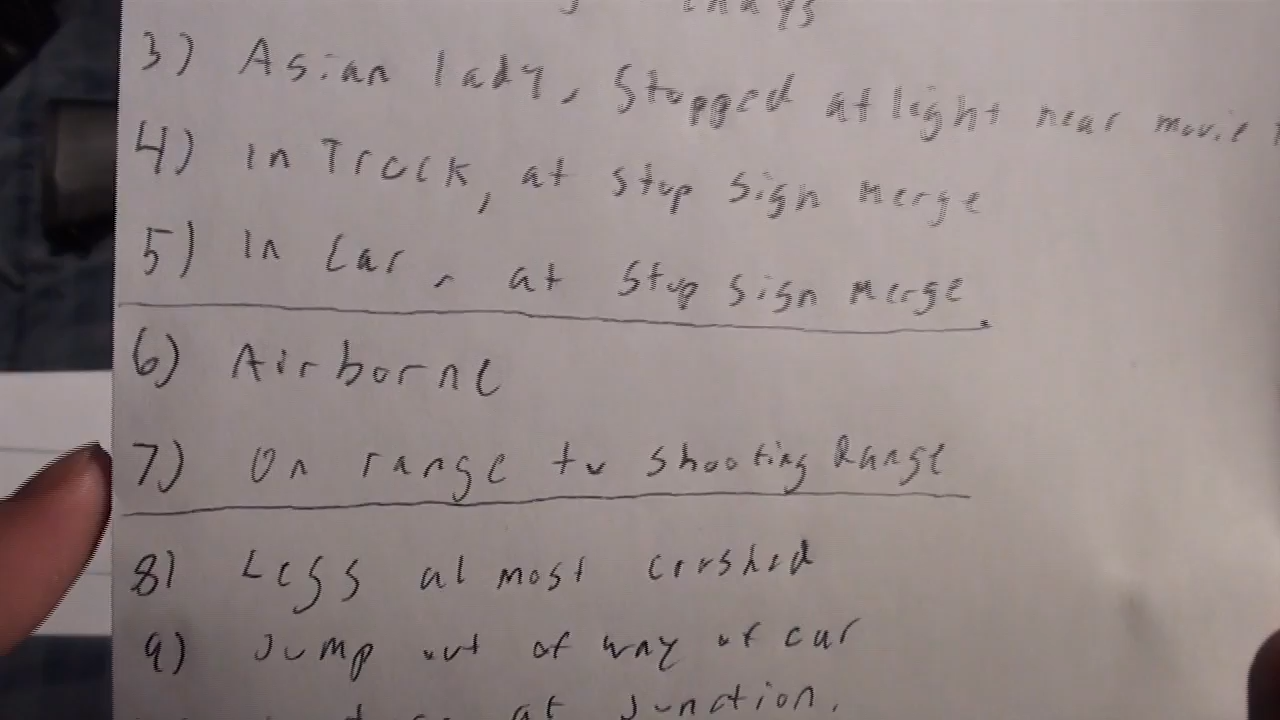 3) Asian lady, Stopped at light near movie
4) in Truck, at stop sign merge
5) in Car, at stop sign merge.
6) Airborne
7) On range to shooting Range
8) Legs almost crushed
9) Jump out of way of car
at Junction.